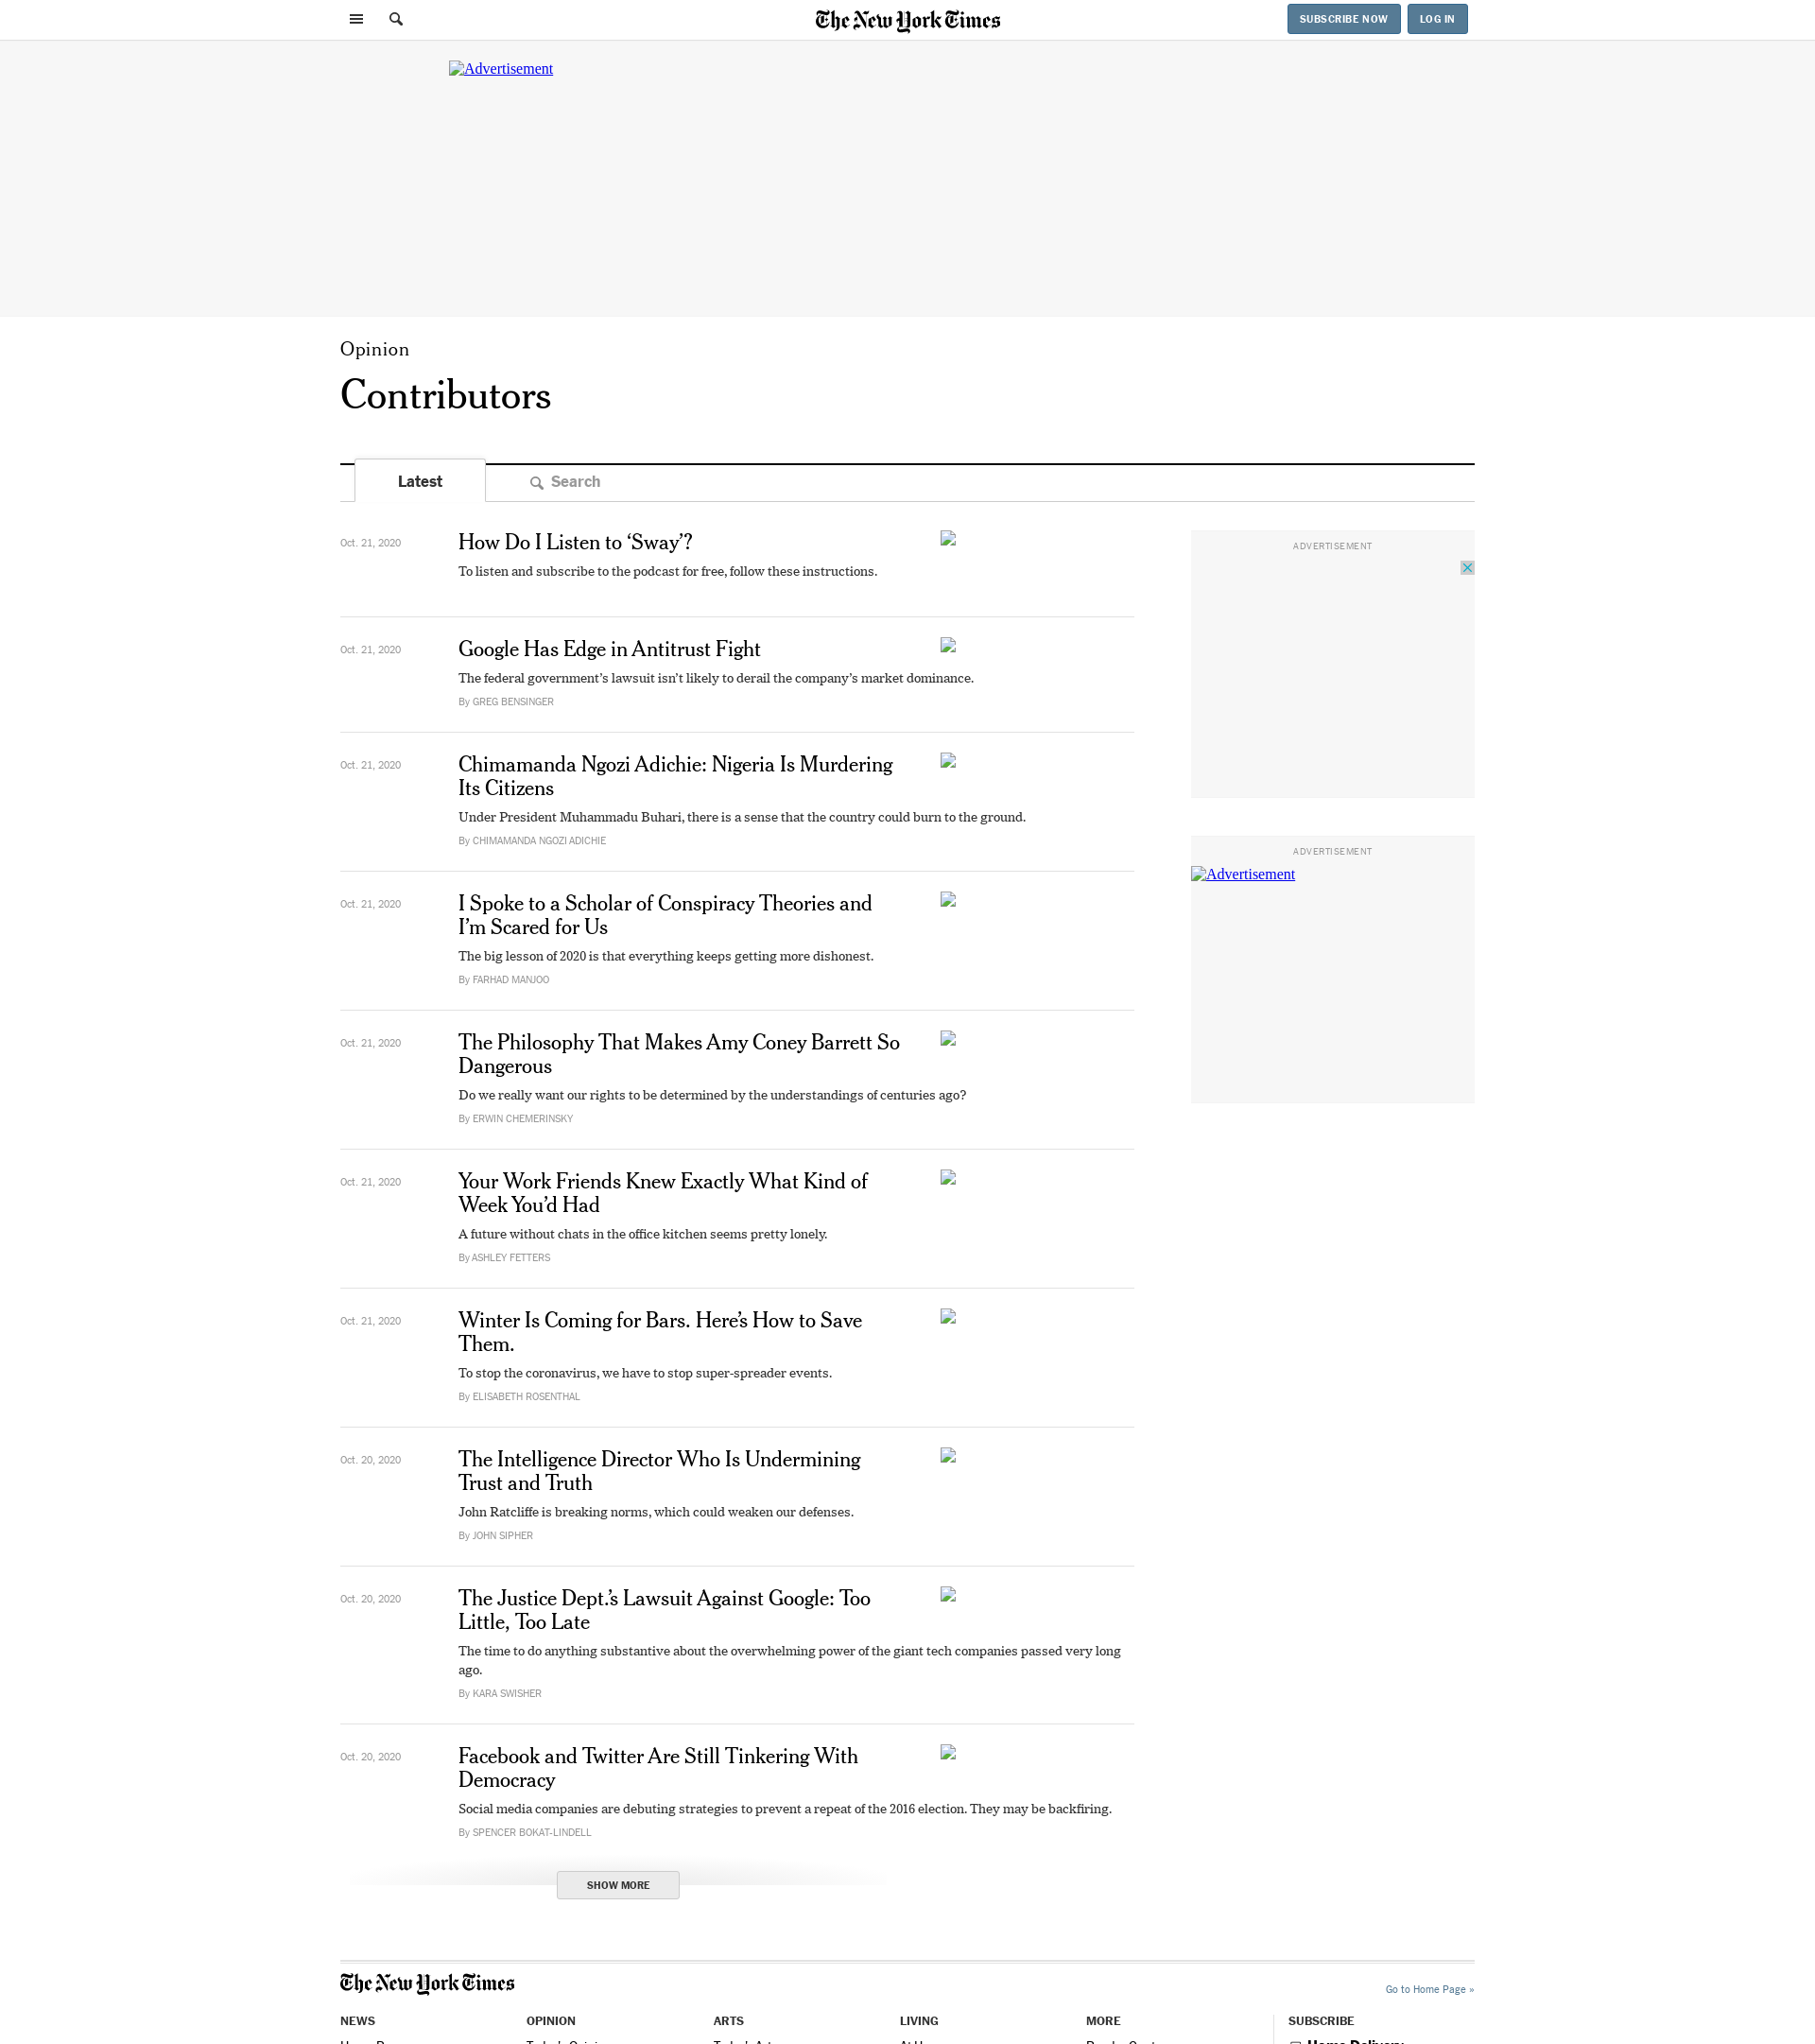 The New York Times
SUBSCRIBE NOW
LOG IN
Advertisement
Opinion
Contributors
Latest
Search
Oct. 21, 2020
How Do I Listen to ‘Sway’?
To listen and subscribe to the podcast for free, follow these instructions.
Oct. 21, 2020
Google Has Edge in Antitrust Fight
The federal government’s lawsuit isn’t likely to derail the company’s market dominance.
By GREG BENSINGER
Oct. 21, 2020
Chimamanda Ngozi Adichie: Nigeria Is Murdering
Its Citizens
Under President Muhammadu Buhari, there is a sense that the country could burn to the ground.
By CHIMAMANDA NGOZI ADICHIE
Oct. 21, 2020
I Spoke to a Scholar of Conspiracy Theories and
I’m Scared for Us
The big lesson of 2020 is that everything keeps getting more dishonest.
By FARHAD MANJOO
Oct. 21, 2020
The Philosophy That Makes Amy Coney Barrett So
Dangerous
Do we really want our rights to be determined by the understandings of centuries ago?
By ERWIN CHEMERINSKY
Oct. 21, 2020
Your Work Friends Knew Exactly What Kind of
Week You’d Had
A future without chats in the office kitchen seems pretty lonely.
By ASHLEY FETTERS
Oct. 21, 2020
Winter Is Coming for Bars. Here’s How to Save
Them.
To stop the coronavirus, we have to stop super-spreader events.
By ELISABETH ROSENTHAL
Oct. 20, 2020
The Intelligence Director Who Is Undermining
Trust and Truth
John Ratcliffe is breaking norms, which could weaken our defenses.
By JOHN SIPHER
Oct. 20, 2020
The Justice Dept.’s Lawsuit Against Google: Too
Little, Too Late
The time to do anything substantive about the overwhelming power of the giant tech companies passed very long
ago.
By KARA SWISHER
Oct. 20, 2020
Facebook and Twitter Are Still Tinkering With
Democracy
Social media companies are debuting strategies to prevent a repeat of the 2016 election. They may be backfiring.
By SPENCER BOKAT-LINDELL
SHOW MORE
ADVERTISEMENT
ADVERTISEMENT
Advertisement
The New York Times
Go to Home Page »
NEWS
OPINION
ARTS
LIVING
MORE
SUBSCRIBE
Home Delivery